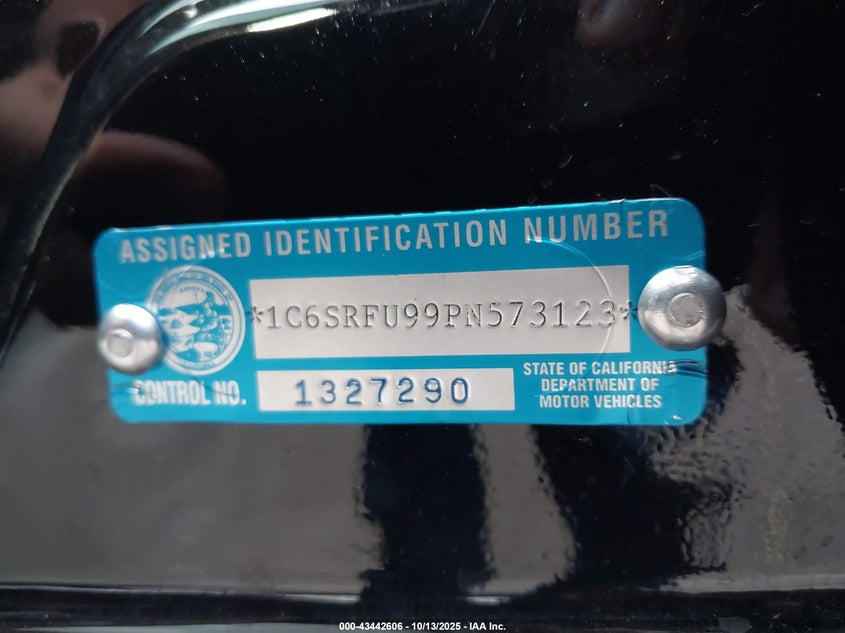 ASSIGNED IDENTIFICATION NUMBER
*1C6SRFU99PN573123*
CONTROL NO.
1327290
STATE OF CALIFORNIA
DEPARTMENT OF
MOTOR VEHICLES
000-43442606 - 10/13/2025 - IAA Inc.